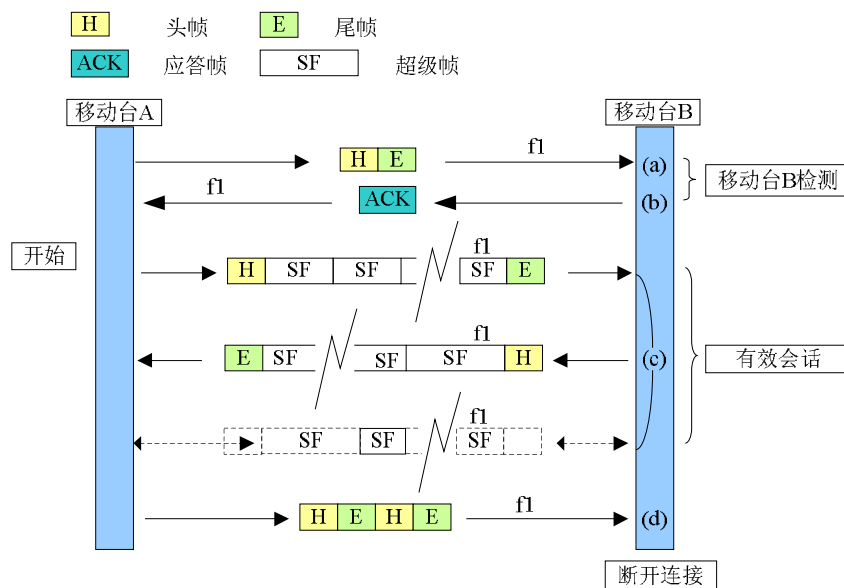 H 头帧 E 尾帧
ACK 应答帧 SF 超级帧
移动台A 移动台B
H E f1 (a)
移动台B检测
f1 ACK (b)
开始
f1
H SF SF SF E
f1
E SF SF SF H (c)
有效会话
f1
SF SF SF
H E H E f1 (d)
断开连接